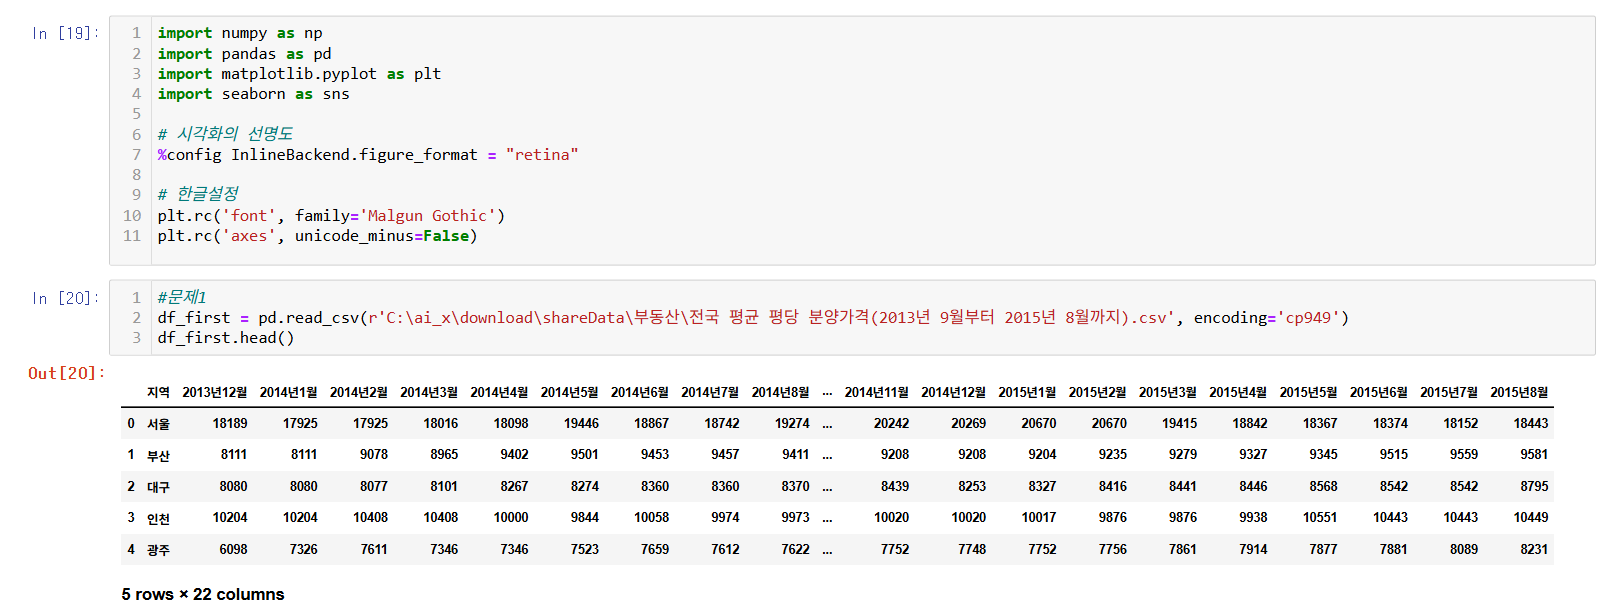 In [19]:
1 import numpy as np
2 import pandas as pd
3 import matplotlib.pyplot as plt
4 import seaborn as sns
5
6 # 시각화의 선명도
7 %config InlineBackend.figure_format = "retina"
8
9 # 한글설정
10 plt.rc('font', family='Malgun Gothic')
11 plt.rc('axes', unicode_minus=False)
In [20]:
1 #문제1
2 df_first = pd.read_csv(r'C:\ai_x\download\shareData\부동산\전국 평균 평당 분양가격(2013년 9월부터 2015년 8월까지).csv', encoding='cp949')
3 df_first.head()
Out[20]:
지역 2013년12월 2014년1월 2014년2월 2014년3월 2014년4월 2014년5월 2014년6월 2014년7월 2014년8월 ... 2014년11월 2014년12월 2015년1월 2015년2월 2015년3월 2015년4월 2015년5월 2015년6월 2015년7월 2015년8월
0 서울 18189 17925 17925 18016 18098 19446 18867 18742 19274 ... 20242 20269 20670 20670 19415 18842 18367 18374 18152 18443
1 부산 8111 8111 9078 8965 9402 9501 9453 9457 9411 ... 9208 9208 9204 9235 9279 9327 9345 9515 9559 9581
2 대구 8080 8080 8077 8101 8267 8274 8360 8360 8370 ... 8439 8253 8327 8416 8441 8446 8568 8542 8542 8795
3 인천 10204 10204 10408 10408 10000 9844 10058 9974 9973 ... 10020 10020 10017 9876 9876 9938 10551 10443 10443 10449
4 광주 6098 7326 7611 7346 7346 7523 7659 7612 7622 ... 7752 7748 7752 7756 7861 7914 7877 7881 8089 8231
5 rows × 22 columns